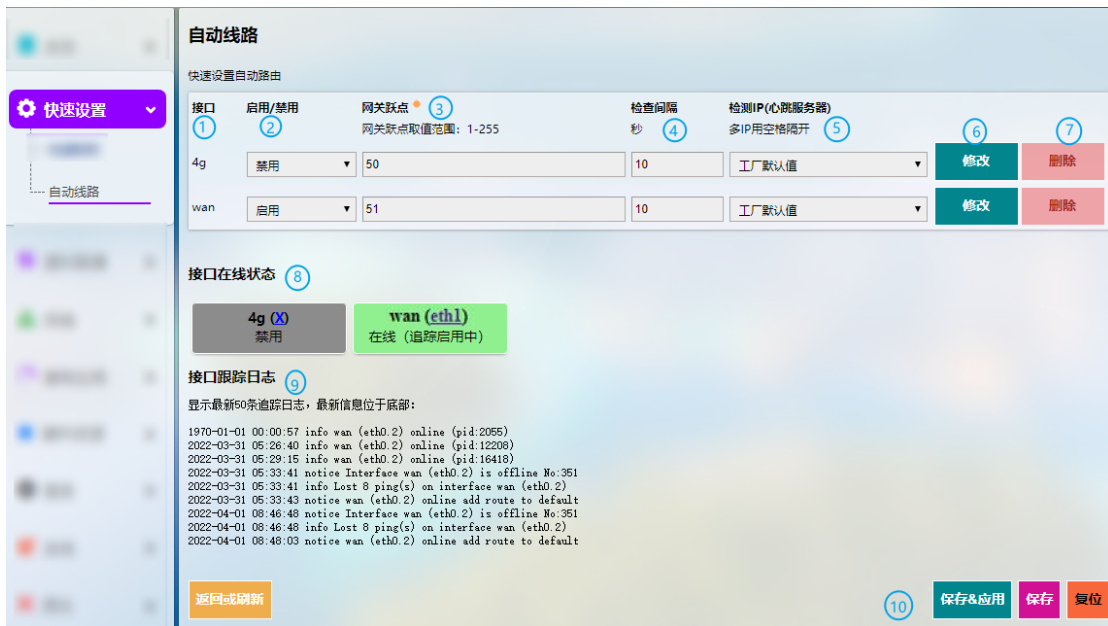 自动线路
快速设置自动路由
快速设置
自动线路
接口 启用/禁用 网关跃点 ③ 检查间隔 检测IP(心跳服务器)
① ② 网关跃点取值范围：1-255 秒 ④ 多IP用空格隔开 ⑤ ⑥ ⑦
4g 禁用 50 10 工厂默认值 修改 删除
wan 启用 51 10 工厂默认值 修改 删除
接口在线状态 ⑧
4g (X) wan (eth1)
禁用 在线（追踪启用中）
接口跟踪日志 ⑨
显示最新50条追踪日志，最新信息位于底部：
1970-01-01 00:00:57 info wan (eth0.2) online (pid:2055)
2022-03-31 05:26:40 info wan (eth0.2) online (pid:12208)
2022-03-31 05:29:15 info wan (eth0.2) online (pid:16418)
2022-03-31 05:33:41 notice Interface wan (eth0.2) is offline No:351
2022-03-31 05:33:41 info Lost 8 ping(s) on interface wan (eth0.2)
2022-03-31 05:33:43 notice wan (eth0.2) online add route to default
2022-04-01 08:46:48 notice Interface wan (eth0.2) is offline No:351
2022-04-01 08:46:48 info Lost 8 ping(s) on interface wan (eth0.2)
2022-04-01 08:48:03 notice wan (eth0.2) online add route to default
返回或刷新 ⑩ 保存&应用 保存 复位